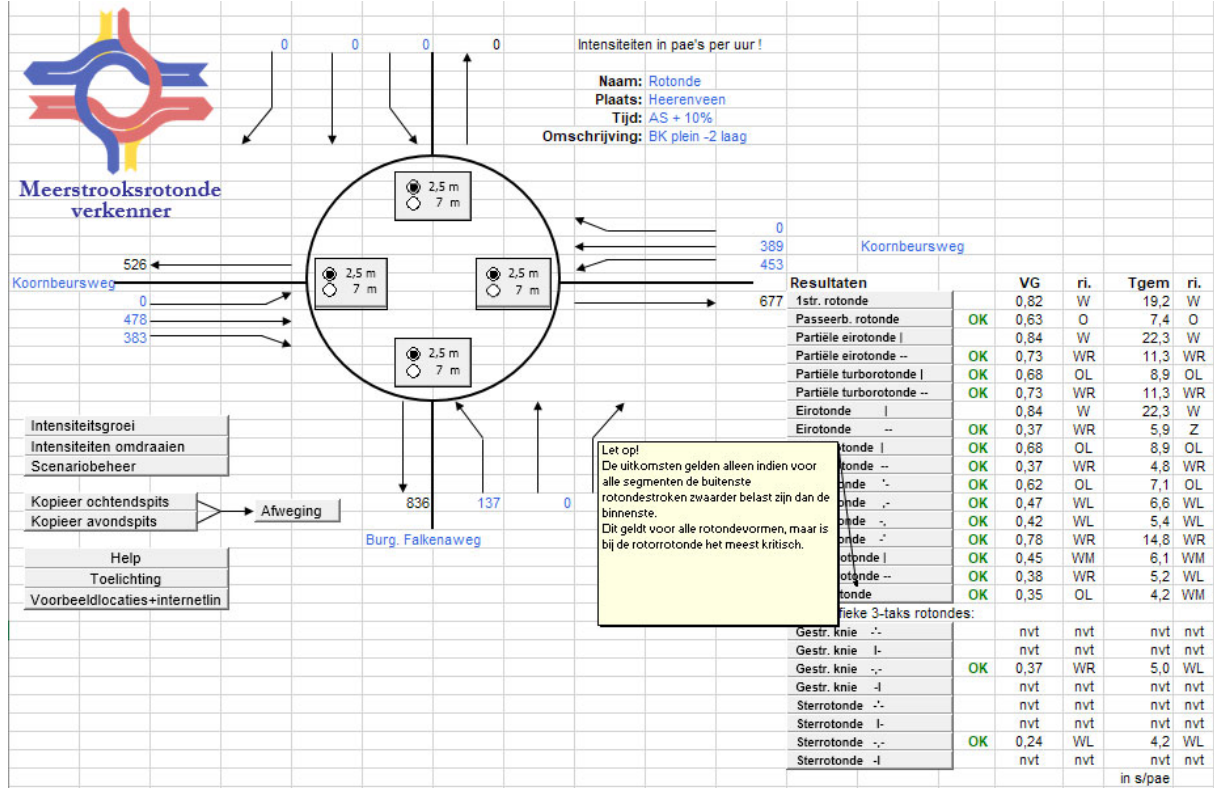 0 0 0 0 Intensiteiten in pae's per uur !
Naam: Rotonde
Plaats: Heerenveen
Tijd: AS + 10%
Omschrijving: BK plein -2 laag
Meerstrooksrotonde
verkenner
2,5 m
7 m
0
389 Koornbeursweg
453
526
Koornbeursweg
0
478
383
2,5 m
7 m
2,5 m
7 m
677
2,5 m
7 m
Resultaten VG ri. Tgem ri.
1str. rotonde 0,82 W 19,2 W
Passeerb. rotonde OK 0,63 O 7,4 O
Partiële eirotonde | 0,84 W 22,3 W
Partiële eirotonde -- OK 0,73 WR 11,3 WR
Partiële turborotonde | OK 0,68 OL 8,9 OL
Partiële turborotonde -- OK 0,73 WR 11,3 WR
Eirotonde | 0,84 W 22,3 W
Eirotonde -- OK 0,37 WR 5,9 Z
tonde | OK 0,68 OL 8,9 OL
tonde -- OK 0,37 WR 4,8 WR
nde '- OK 0,62 OL 7,1 OL
onde ,- OK 0,47 WL 6,6 WL
onde -, OK 0,42 WL 5,4 WL
onde -' OK 0,78 WR 14,8 WR
otonde | OK 0,45 WM 6,1 WM
otonde -- OK 0,38 WR 5,2 WL
tonde OK 0,35 OL 4,2 WM
fieke 3-taks rotondes:
Gestr. knie -'- nvt nvt nvt nvt
Gestr. knie I- nvt nvt nvt nvt
Gestr. knie -,- OK 0,37 WR 5,0 WL
Gestr. knie -I nvt nvt nvt nvt
Sterrotonde -'- nvt nvt nvt nvt
Sterrotonde I- nvt nvt nvt nvt
Sterrotonde -,- OK 0,24 WL 4,2 WL
Sterrotonde -I nvt nvt nvt nvt
in s/pae
Let op!
De uitkomsten gelden alleen indien voor
alle segmenten de buitenste
rotondestroken zwaarder belast zijn dan de
binnenste.
Dit geldt voor alle rotondevormen, maar is
bij de rotorrotonde het meest kritisch.
Intensiteitsgroei
Intensiteiten omdraaien
Scenariobeheer
Kopieer ochtendspits
Kopieer avondspits
Afweging
836 137 0
Burg. Falkenaweg
Help
Toelichting
Voorbeeldlocaties+internetlin